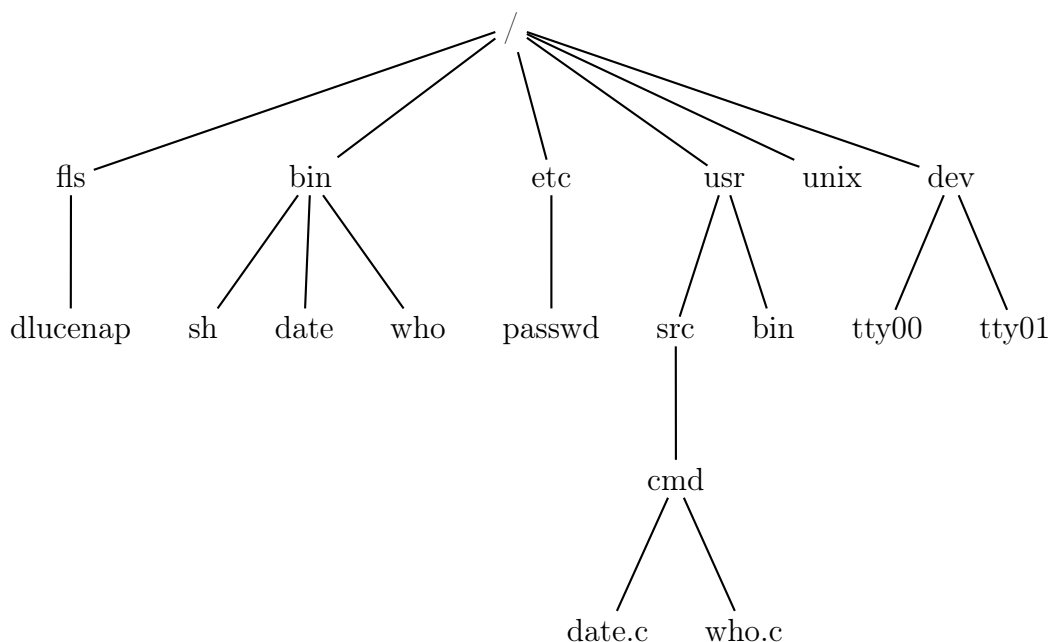 /
fls bin etc usr unix dev
dlucenap sh date who passwd src bin tty00 tty01
cmd
date.c who.c